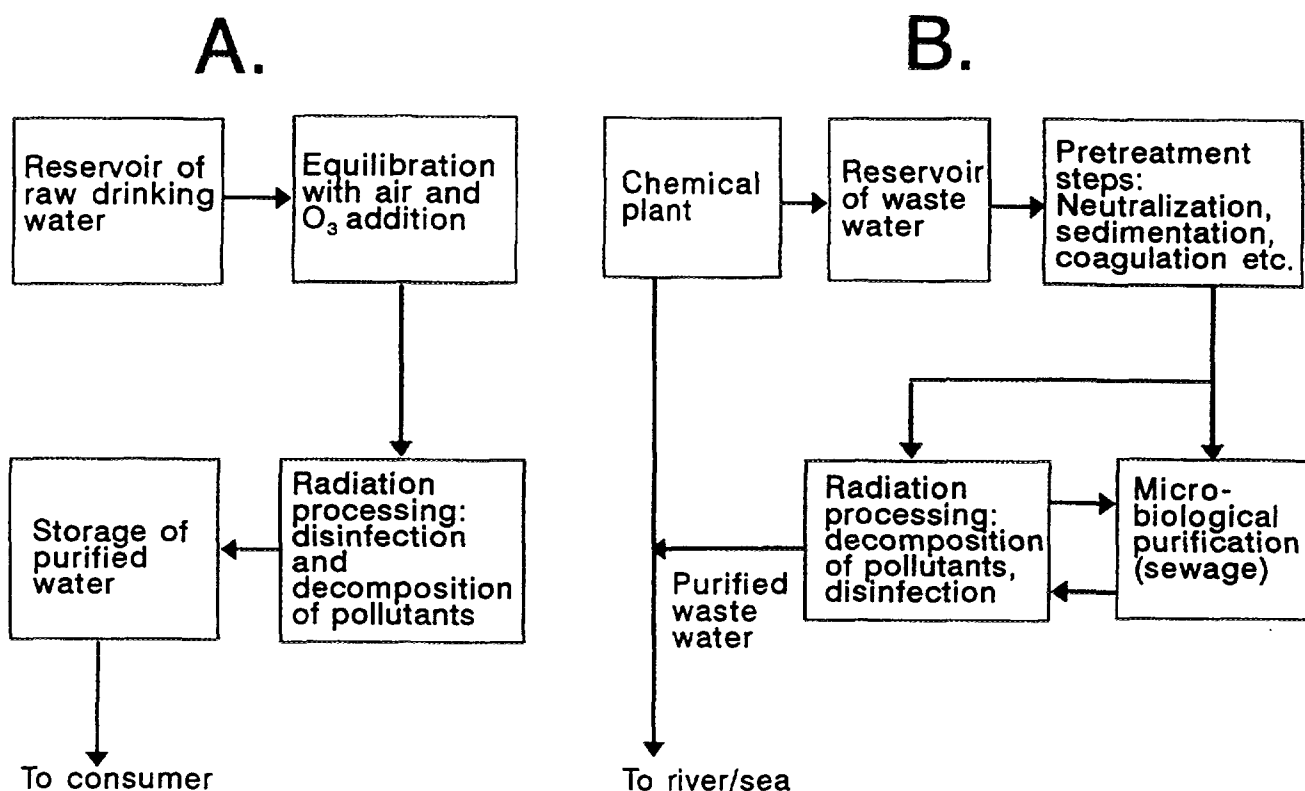 A.
Reservoir of
raw drinking
water
Equilibration
with air and
O₃ addition
Storage of
purified
water
Radiation
processing:
disinfection
and
decomposition
of pollutants
To consumer
B.
Chemical
plant
Reservoir
of waste
water
Pretreatment
steps:
Neutralization,
sedimentation,
coagulation etc.
Radiation
processing:
decomposition
of pollutants,
disinfection
Micro-
biological
purification
(sewage)
Purified
waste
water
To river/sea